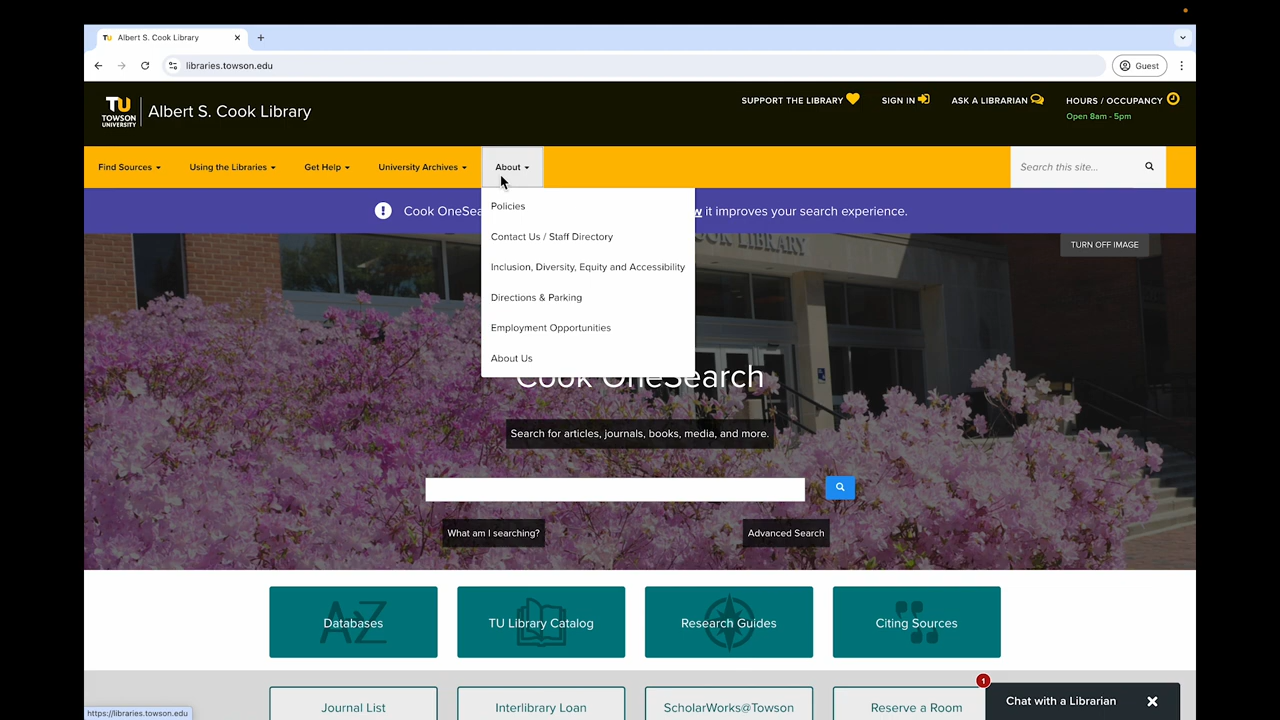 Albert S. Cook Library
libraries.towson.edu
Guest
TU
TOWSON
UNIVERSITY
Albert S. Cook Library
SUPPORT THE LIBRARY
SIGN IN
ASK A LIBRARIAN
HOURS / OCCUPANCY
Open 8am - 5pm
Find Sources
Using the Libraries
Get Help
University Archives
About
Search this site...
Cook OneSea
it improves your search experience.
Policies
Contact Us / Staff Directory
Inclusion, Diversity, Equity and Accessibility
Directions & Parking
Employment Opportunities
About Us
TURN OFF IMAGE
LIBRARY
Cook OneSearch
Search for articles, journals, books, media, and more.
What am I searching?
Advanced Search
Databases
TU Library Catalog
Research Guides
Citing Sources
Journal List
Interlibrary Loan
ScholarWorks@Towson
Reserve a Room
1
Chat with a Librarian
https://libraries.towson.edu